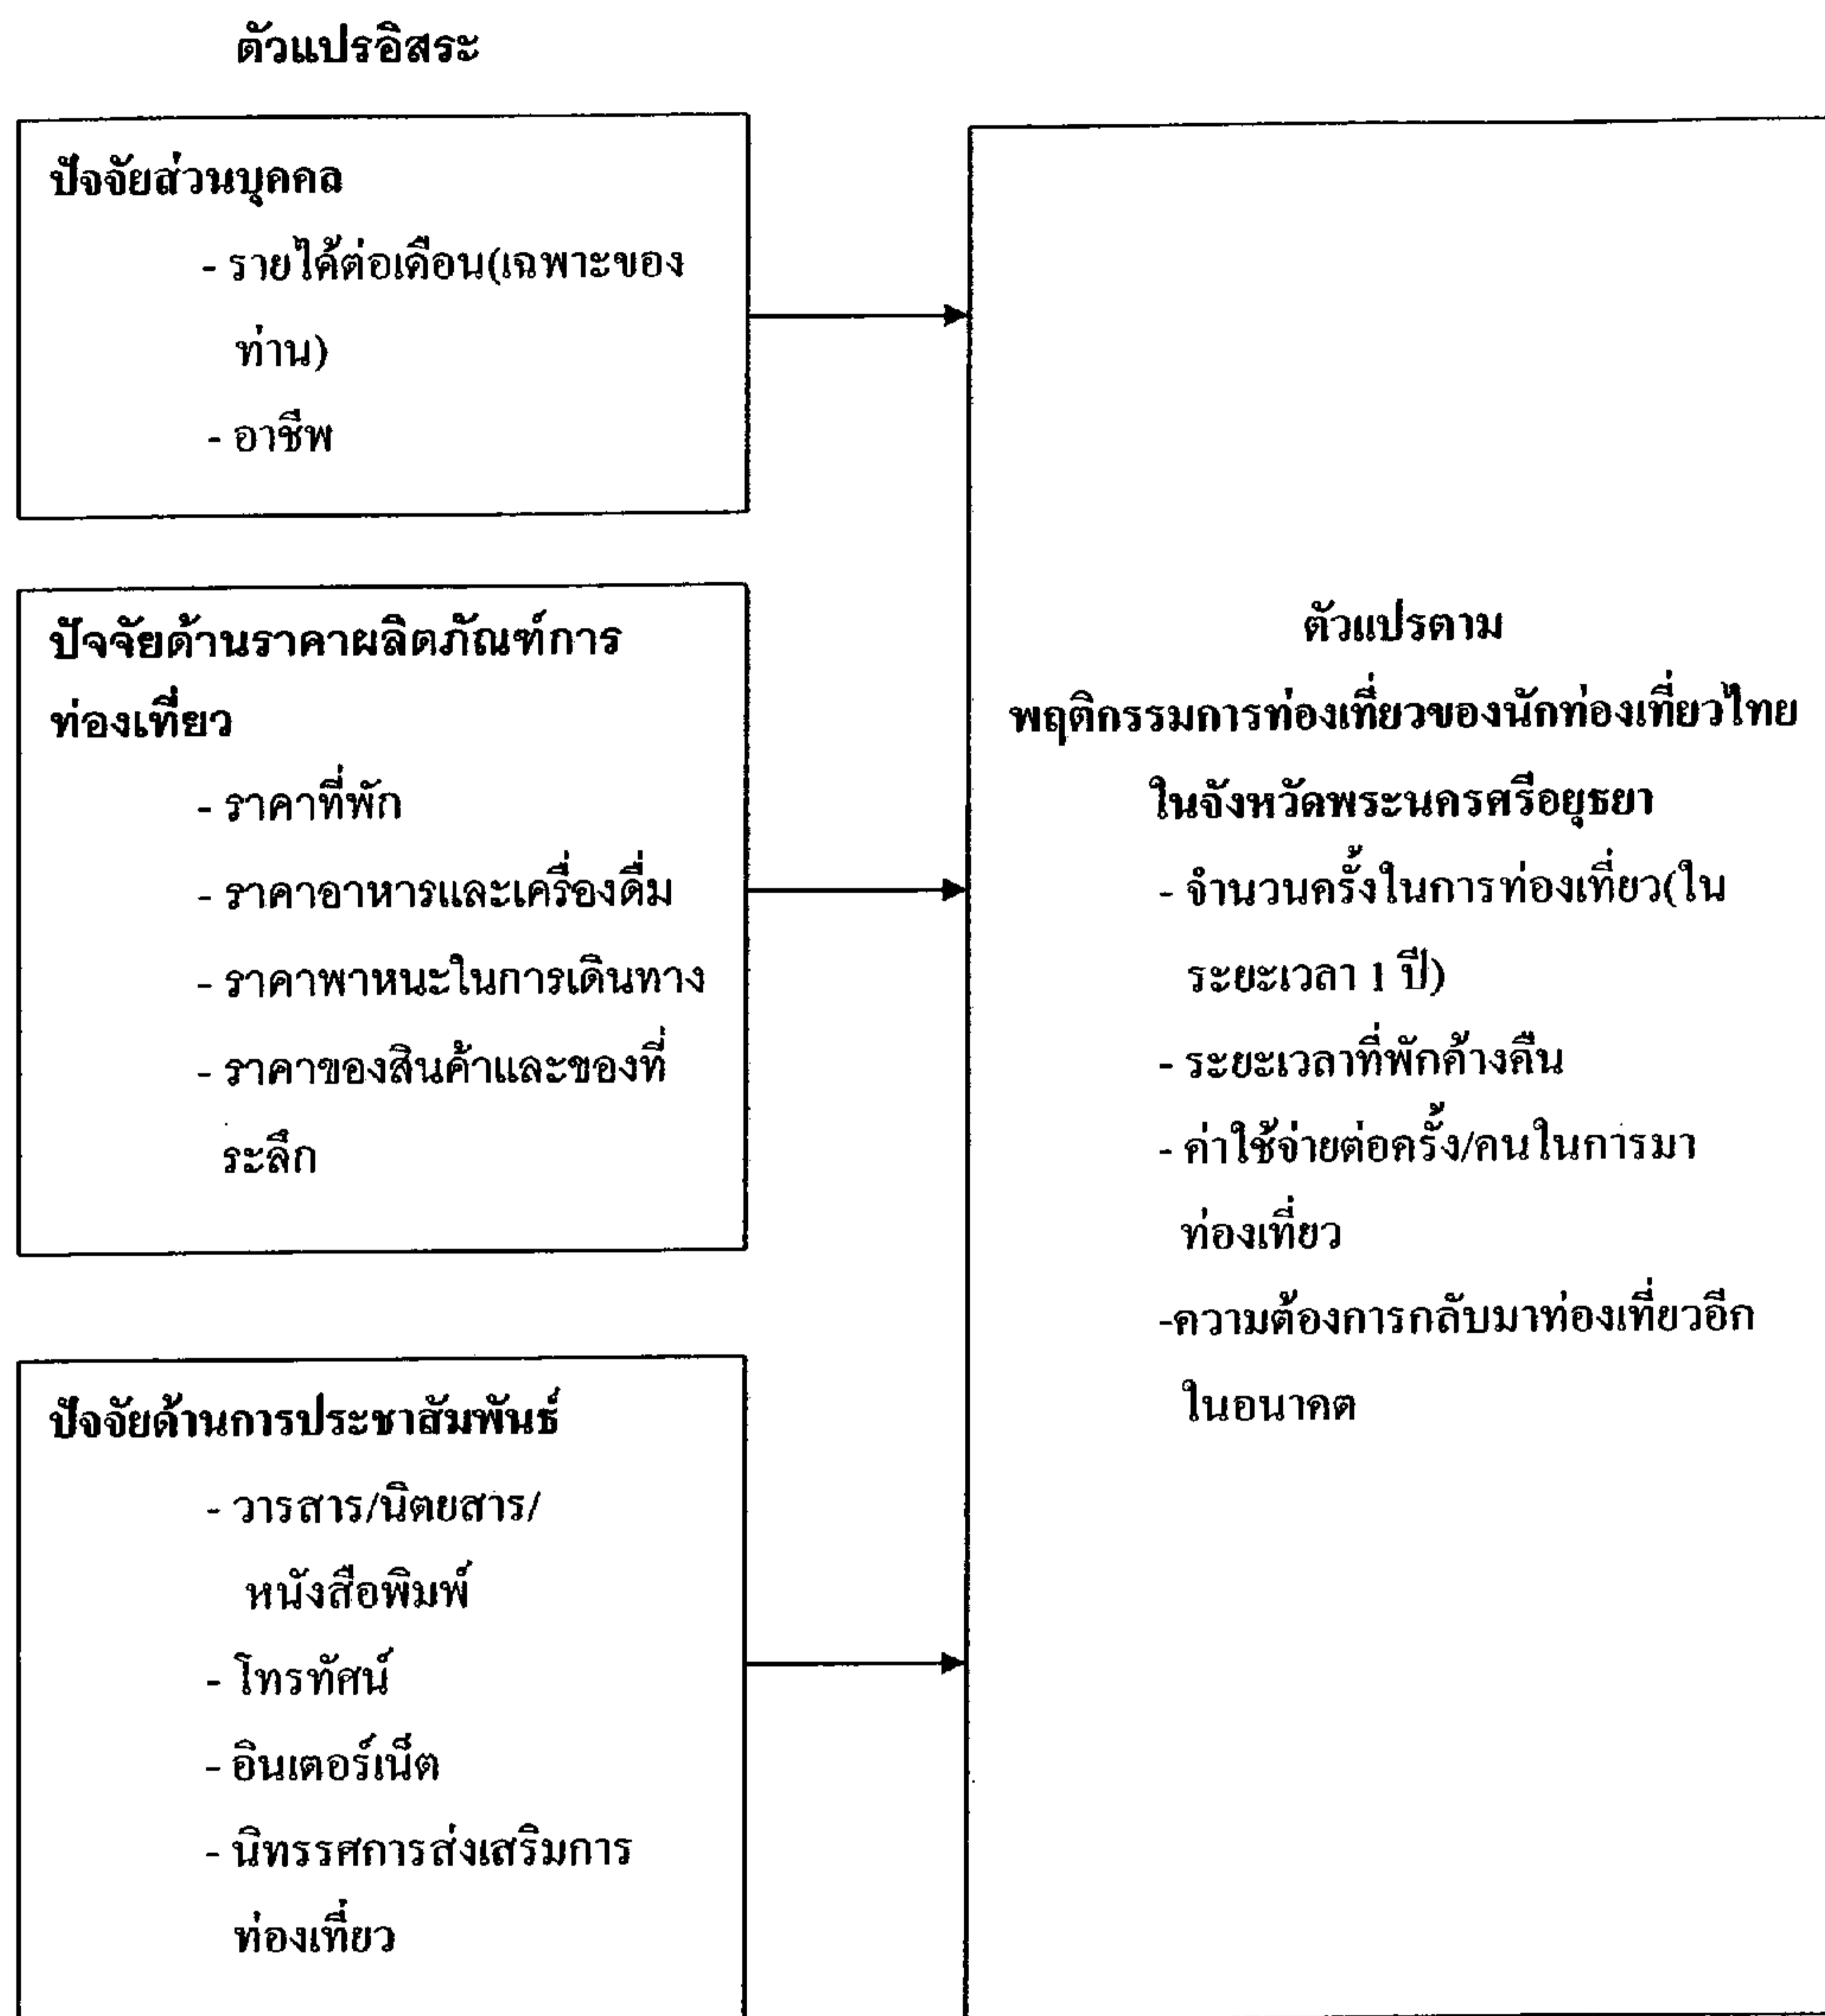 ตัวแปรอิสระ
ปัจจัยส่วนบุคคล
- รายได้ต่อเดือน(เฉพาะของ
ท่าน)
- อาชีพ
ปัจจัยด้านราคาผลิตภัณฑ์การ
ท่องเที่ยว
- ราคาที่พัก
- ราคาอาหารและเครื่องดื่ม
- ราคาพาหนะในการเดินทาง
- ราคาของสินค้าและของที่
ระลึก
ปัจจัยด้านการประชาสัมพันธ์
- วารสาร/นิตยสาร/
หนังสือพิมพ์
- โทรทัศน์
- อินเตอร์เน็ต
- นิทรรศการส่งเสริมการ
ท่องเที่ยว
ตัวแปรตาม
พฤติกรรมการท่องเที่ยวของนักท่องเที่ยวไทย
ในจังหวัดพระนครศรีอยุธยา
- จำนวนครั้งในการท่องเที่ยว(ใน
ระยะเวลา 1 ปี)
- ระยะเวลาที่พักค้างคืน
- ค่าใช้จ่ายต่อครั้ง/คนในการมา
ท่องเที่ยว
-ความต้องการกลับมาท่องเที่ยวอีก
ในอนาคต